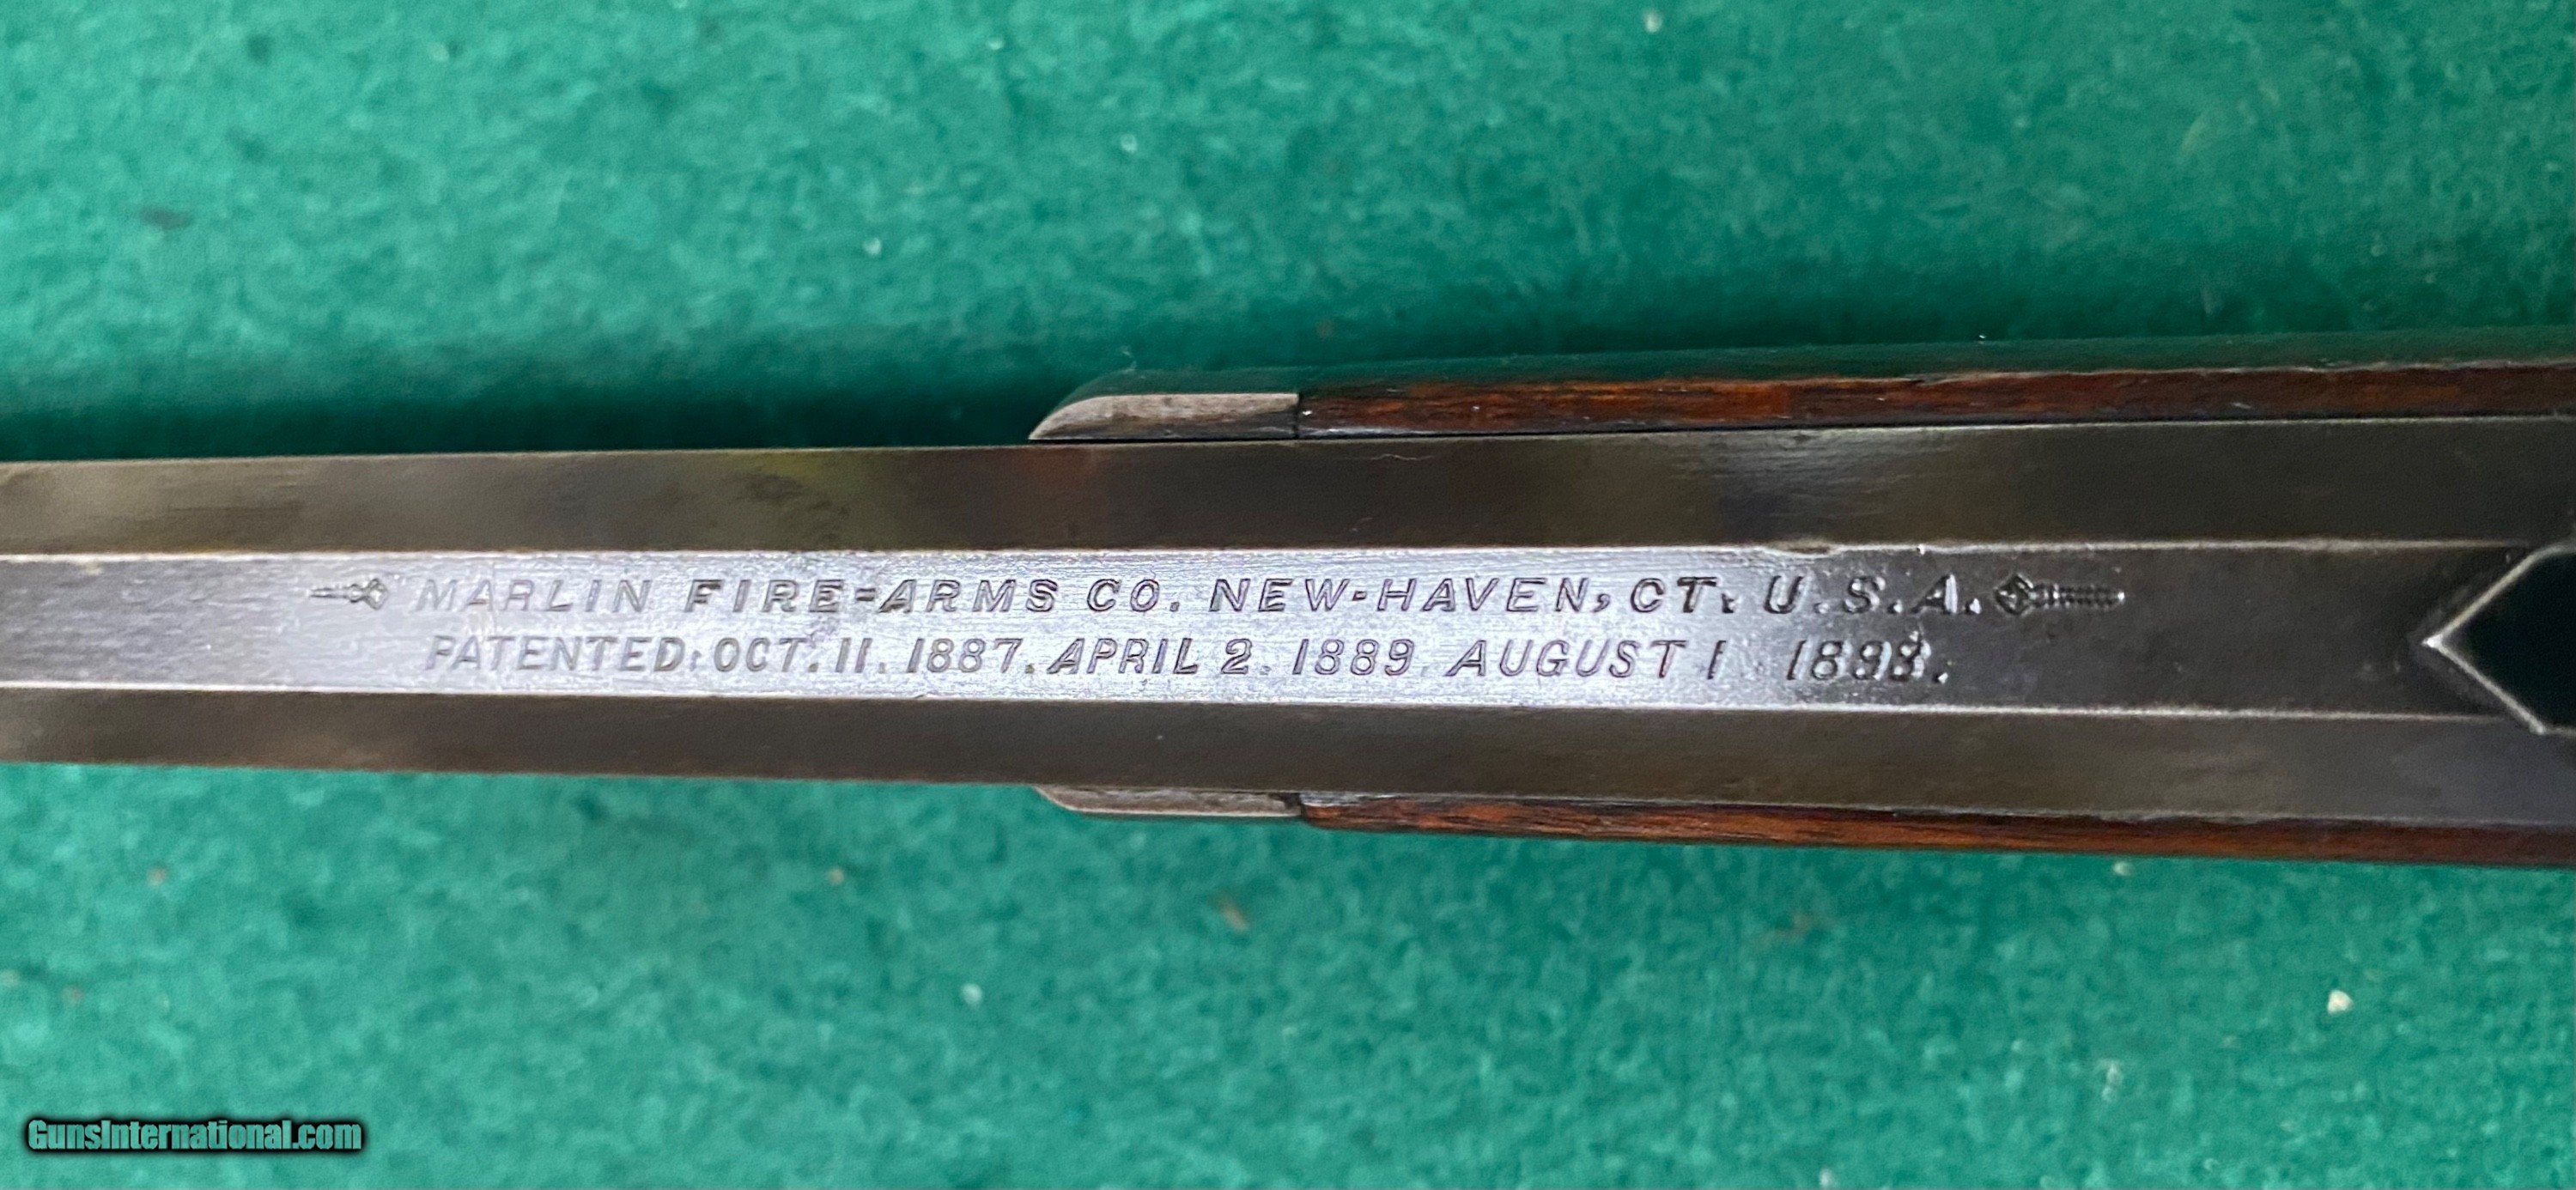 MARLIN FIRE-ARMS CO. NEW-HAVEN, CT. U.S.A.
PATENTED. OCT. 11. 1887. APRIL 2. 1889. AUGUST 1 1893.
GunsInternational.com